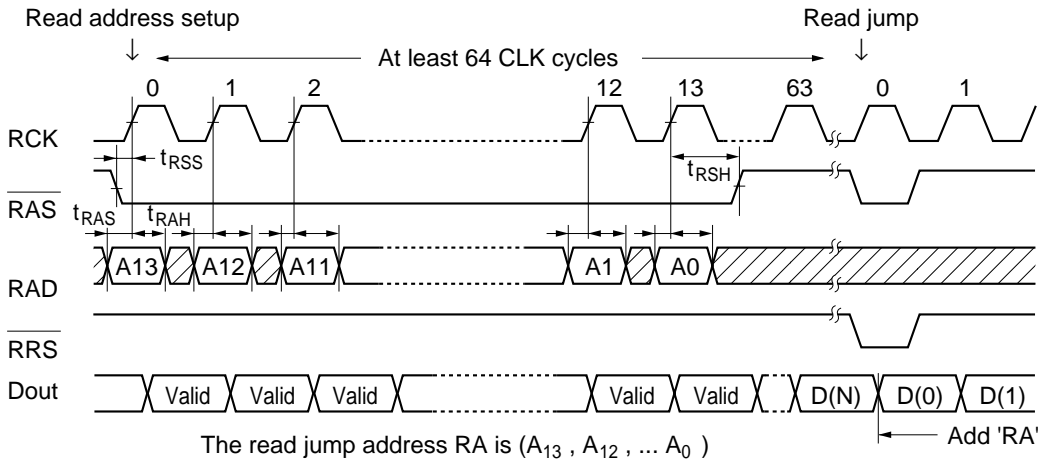 Read address setup Read jump
At least 64 CLK cycles
0 1 2 12 13 63 0 1
RCK
tRSS tRSH
RAS
tRAS tRAH
A13 A12 A11 A1 A0
RAD
RRS
Dout Valid Valid Valid Valid Valid D(N) D(0) D(1)
Add 'RA'
The read jump address RA is (A13 , A12 , ... A0 )